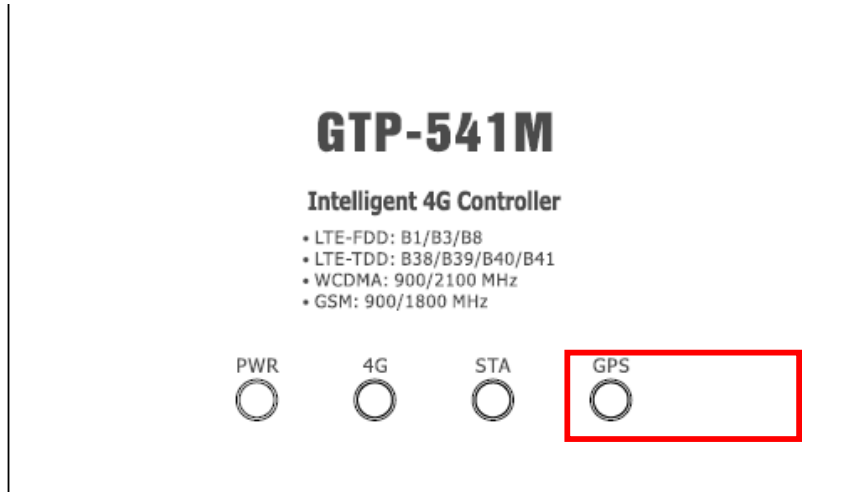 GTP-541M
Intelligent 4G Controller
• LTE-FDD: B1/B3/B8
• LTE-TDD: B38/B39/B40/B41
• WCDMA: 900/2100 MHz
• GSM: 900/1800 MHz
PWR 4G STA GPS